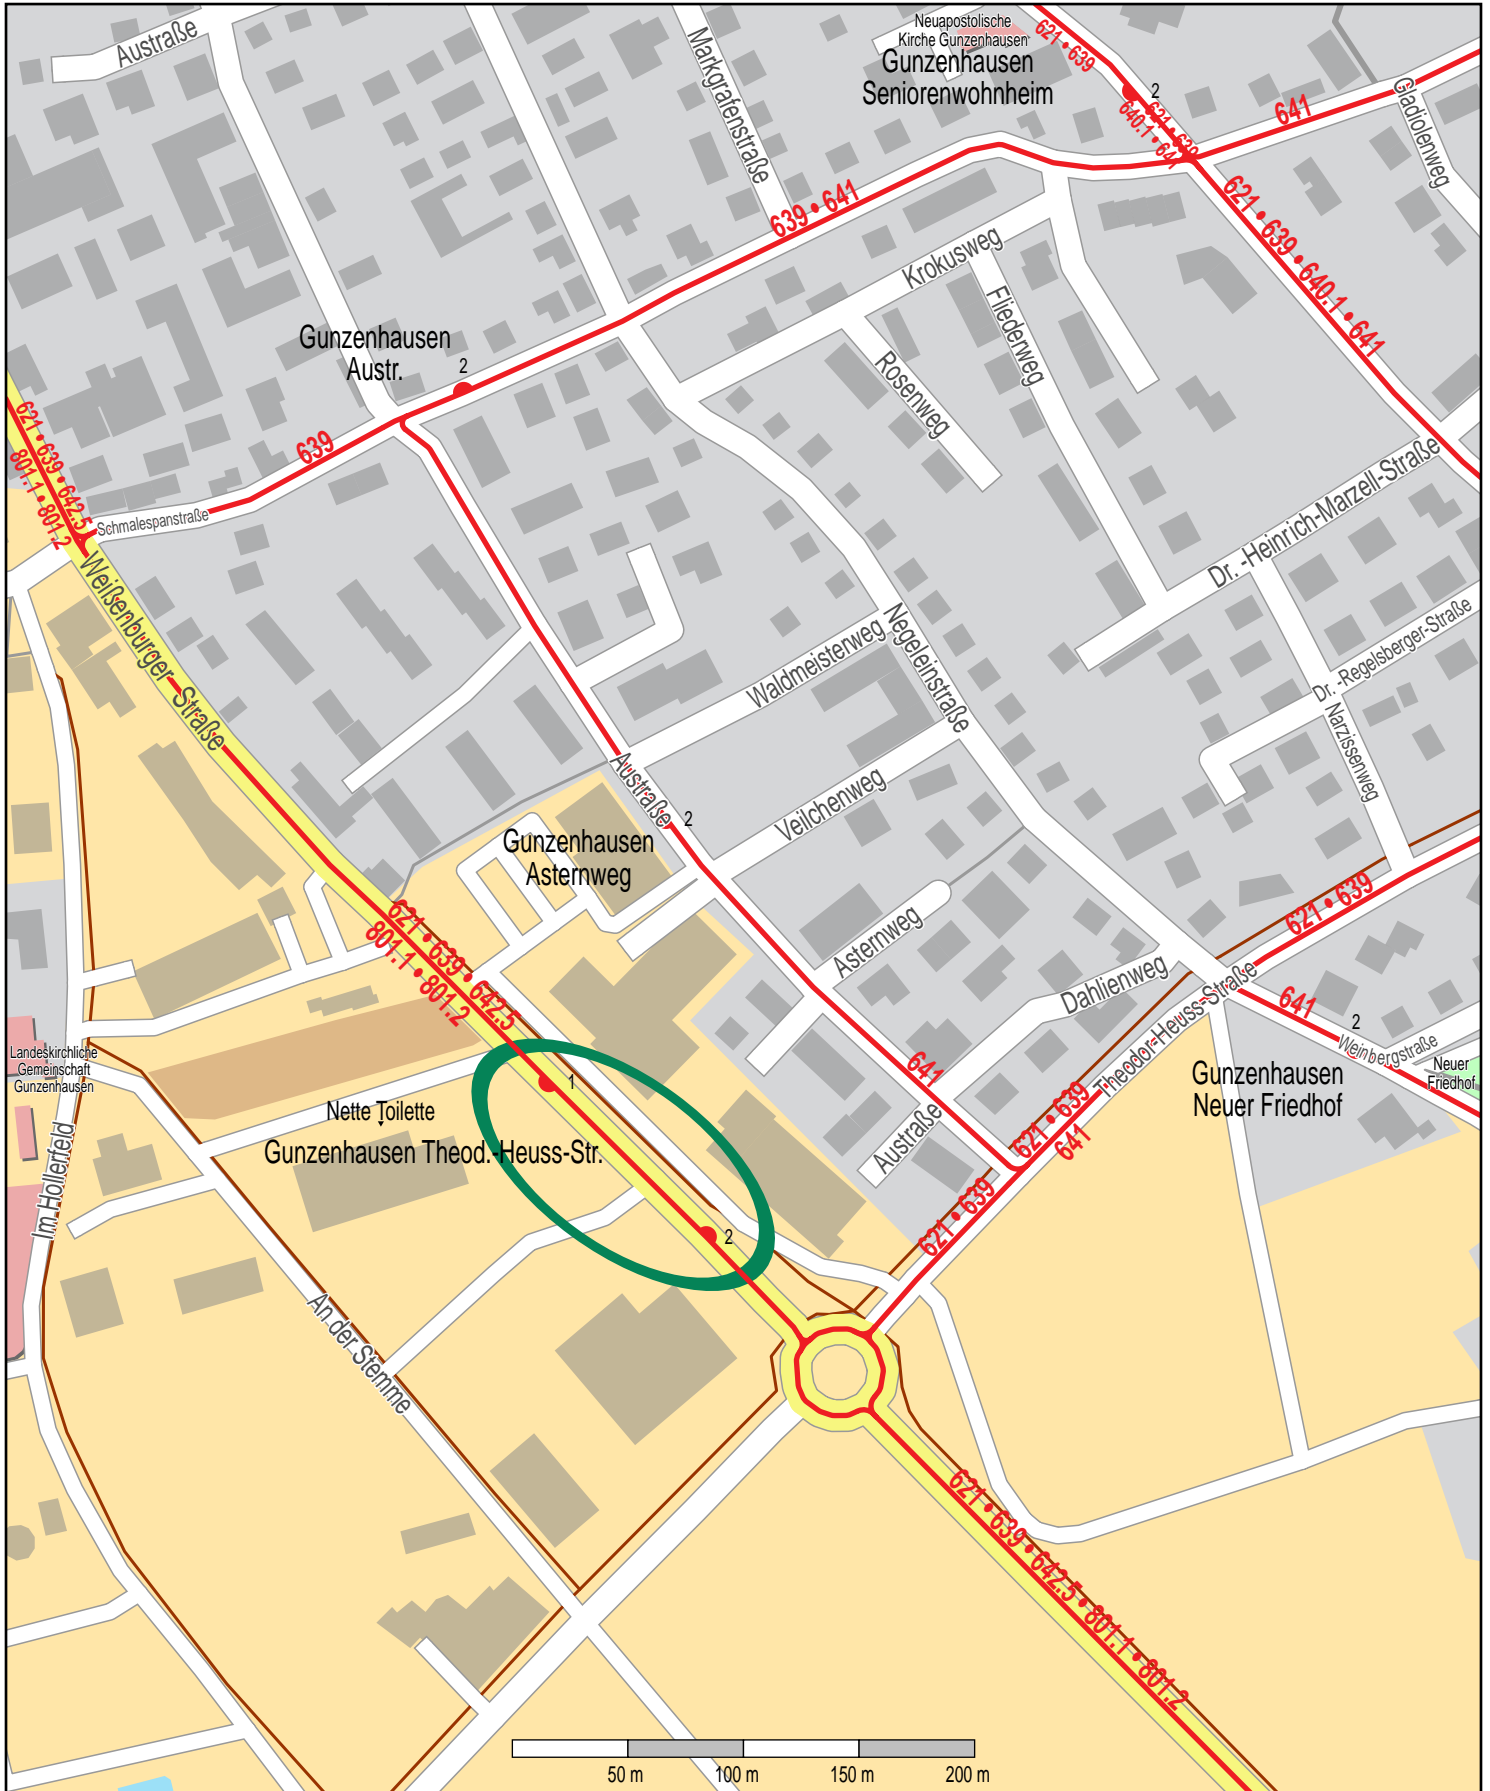 Austraße
Markgrafenstraße
Neuapostolische
Kirche Gunzenhausen
Gunzenhausen
Seniorenwohnheim
621 • 639
2
621 • 639
640.1 • 641
641
Gladiolenweg
639 • 641
621 • 639 • 640.1 • 641
Krokusweg
Fliederweg
Rosenweg
Gunzenhausen
Austr.
2
639
621 • 639 • 642.5
801.1 • 801.2
Schmalespanstraße
Weißenburger Straße
Dr. -Heinrich-Marzell-Straße
Dr. -Regelsberger-Straße
Narzissenweg
Negeleinstraße
Waldmeisterweg
Veilchenweg
Austraße
2
Gunzenhausen
Asternweg
621 • 639 • 642.5
801.1 • 801.2
Asternweg
Dahlienweg
621 • 639
Theodor-Heuss-Straße
641
2
Weinbergstraße
Neuer
Friedhof
Gunzenhausen
Neuer Friedhof
Landeskirchliche
Gemeinschaft
Gunzenhausen
Im Hollerfeld
Nette Toilette
Gunzenhausen Theod.-Heuss-Str.
1
2
641
Austraße
621 • 639
641
621 • 639
An der Stemme
621 • 639 • 642.5 • 801.1 • 801.2
50 m
100 m
150 m
200 m